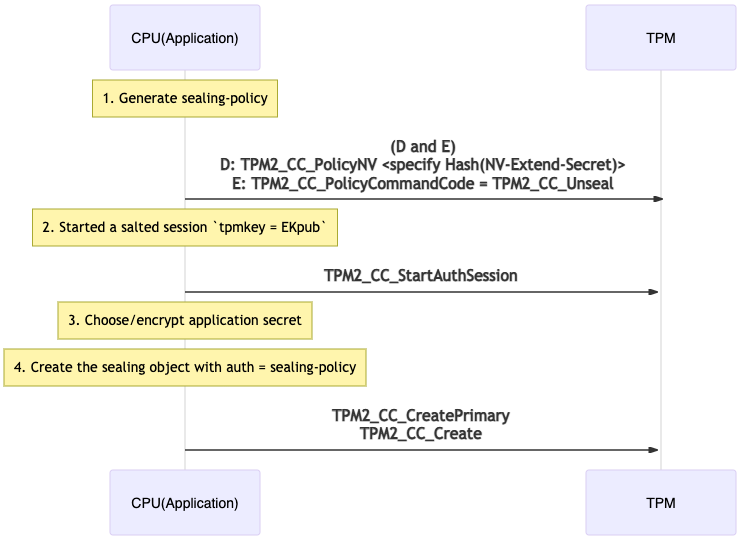 CPU(Application)
TPM
1. Generate sealing-policy
(D and E)
D: TPM2_CC_PolicyNV <specify Hash(NV-Extend-Secret)>
E: TPM2_CC_PolicyCommandCode = TPM2_CC_Unseal
2. Started a salted session `tpmkey = EKpub`
TPM2_CC_StartAuthSession
3. Choose/encrypt application secret
4. Create the sealing object with auth = sealing-policy
TPM2_CC_CreatePrimary
TPM2_CC_Create
CPU(Application)
TPM